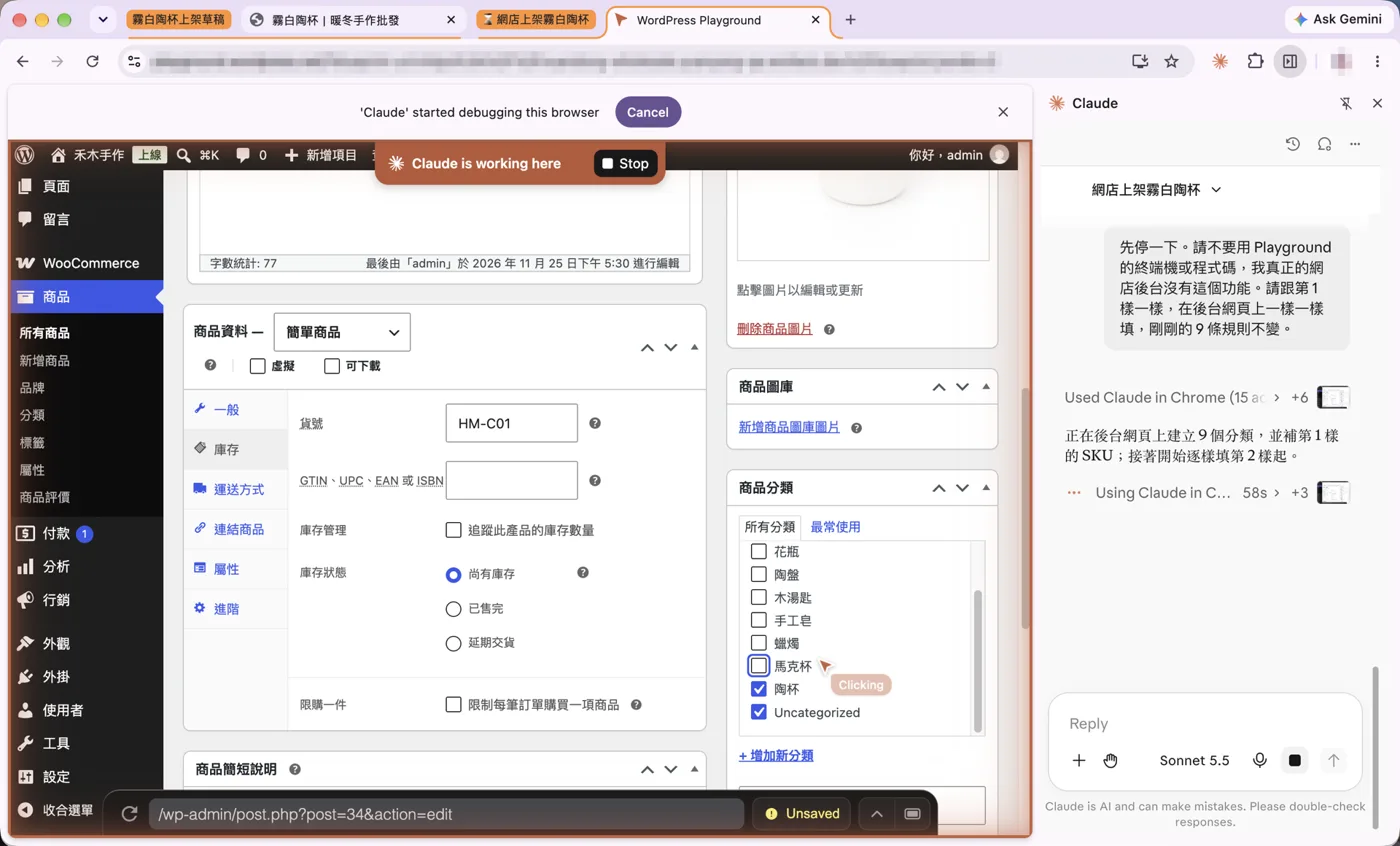 霧白陶杯上架草稿
霧白陶杯 | 暖冬手作批發
⌛網店上架霧白陶杯
WordPress Playground
Ask Gemini
'Claude' started debugging this browser
Cancel
Claude
禾木手作
上線
⌘K
0
新增項目
Claude is working here
Stop
你好，admin
頁面
留言
WooCommerce
商品
所有商品
新增商品
品牌
分類
標籤
屬性
商品評價
付款 1
分析
行銷
外觀
外掛
使用者
工具
設定
收合選單
字數統計: 77
最後由「admin」於 2026 年 11 月 25 日下午 5:30 進行編輯
商品資料 —
簡單商品
虛擬
可下載
一般
庫存
運送方式
連結商品
屬性
進階
貨號
HM-C01
GTIN、UPC、EAN 或 ISBN
庫存管理
追蹤此產品的庫存數量
庫存狀態
尚有庫存
已售完
延期交貨
限購一件
限制每筆訂單購買一項商品
商品簡短說明
點擊圖片以編輯或更新
刪除商品圖片
商品圖庫
新增商品圖庫圖片
商品分類
所有分類
最常使用
花瓶
陶盤
木湯匙
手工皂
蠟燭
馬克杯
陶杯
Uncategorized
Clicking
+ 增加新分類
/wp-admin/post.php?post=34&action=edit
Unsaved
網店上架霧白陶杯
先停一下。請不要用 Playground
的終端機或程式碼，我真正的網
店後台沒有這個功能。請跟第 1
樣一樣，在後台網頁上一樣一樣
填，剛剛的 9 條規則不變。
Used Claude in Chrome (15 ac
+6
正在後台網頁上建立 9 個分類，並補第 1 樣
的 SKU；接著開始逐樣填第 2 樣起。
Using Claude in C...
58s
+3
Reply
Sonnet 5.5
Claude is AI and can make mistakes. Please double-check
responses.